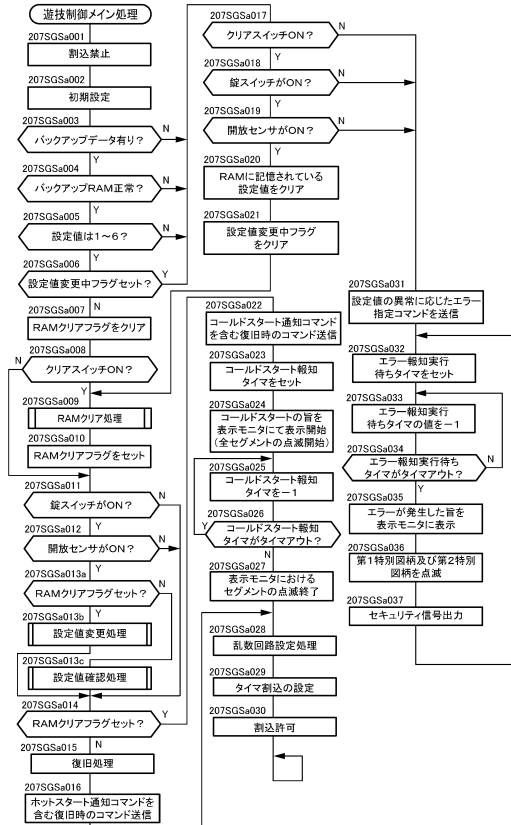 遊技制御メイン処理
207SGSa001
割込禁止
207SGSa002
初期設定
207SGSa003
バックアップデータ有り？
N
Y
207SGSa004
バックアップRAM正常？
N
Y
207SGSa005
設定値は1～6？
N
Y
207SGSa006
設定値変更中フラグセット？
Y
N
207SGSa007
RAMクリアフラグをクリア
207SGSa008
クリアスイッチON？
N
Y
207SGSa009
RAMクリア処理
207SGSa010
RAMクリアフラグをセット
207SGSa011
錠スイッチがON？
N
Y
207SGSa012
開放センサがON？
N
Y
207SGSa013a
RAMクリアフラグセット？
N
Y
207SGSa013b
設定値変更処理
207SGSa013c
設定値確認処理
207SGSa014
RAMクリアフラグセット？
Y
N
207SGSa015
復旧処理
207SGSa016
ホットスタート通知コマンドを
含む復旧時のコマンド送信
207SGSa017
クリアスイッチON？
N
Y
207SGSa018
錠スイッチがON？
N
Y
207SGSa019
開放センサがON？
N
Y
207SGSa020
RAMに記憶されている
設定値をクリア
207SGSa021
設定値変更中フラグ
をクリア
207SGSa022
コールドスタート通知コマンド
を含む復旧時のコマンド送信
207SGSa023
コールドスタート報知
タイマをセット
207SGSa024
コールドスタートの旨を
表示モニタにて表示開始
（全セグメントの点滅開始）
207SGSa025
コールドスタート報知
タイマを－1
207SGSa026
コールドスタート報知
タイマがタイマアウト？
Y
N
207SGSa027
表示モニタにおける
セグメントの点滅終了
207SGSa028
乱数回路設定処理
207SGSa029
タイマ割込の設定
207SGSa030
割込許可
207SGSa031
設定値の異常に応じたエラー
指定コマンドを送信
207SGSa032
エラー報知実行
待ちタイマをセット
207SGSa033
エラー報知実行
待ちタイマの値を－1
207SGSa034
エラー報知実行待ち
タイマがタイマアウト？
N
Y
207SGSa035
エラーが発生した旨を
表示モニタに表示
207SGSa036
第1特別図柄及び第2特別
図柄を点滅
207SGSa037
セキュリティ信号出力